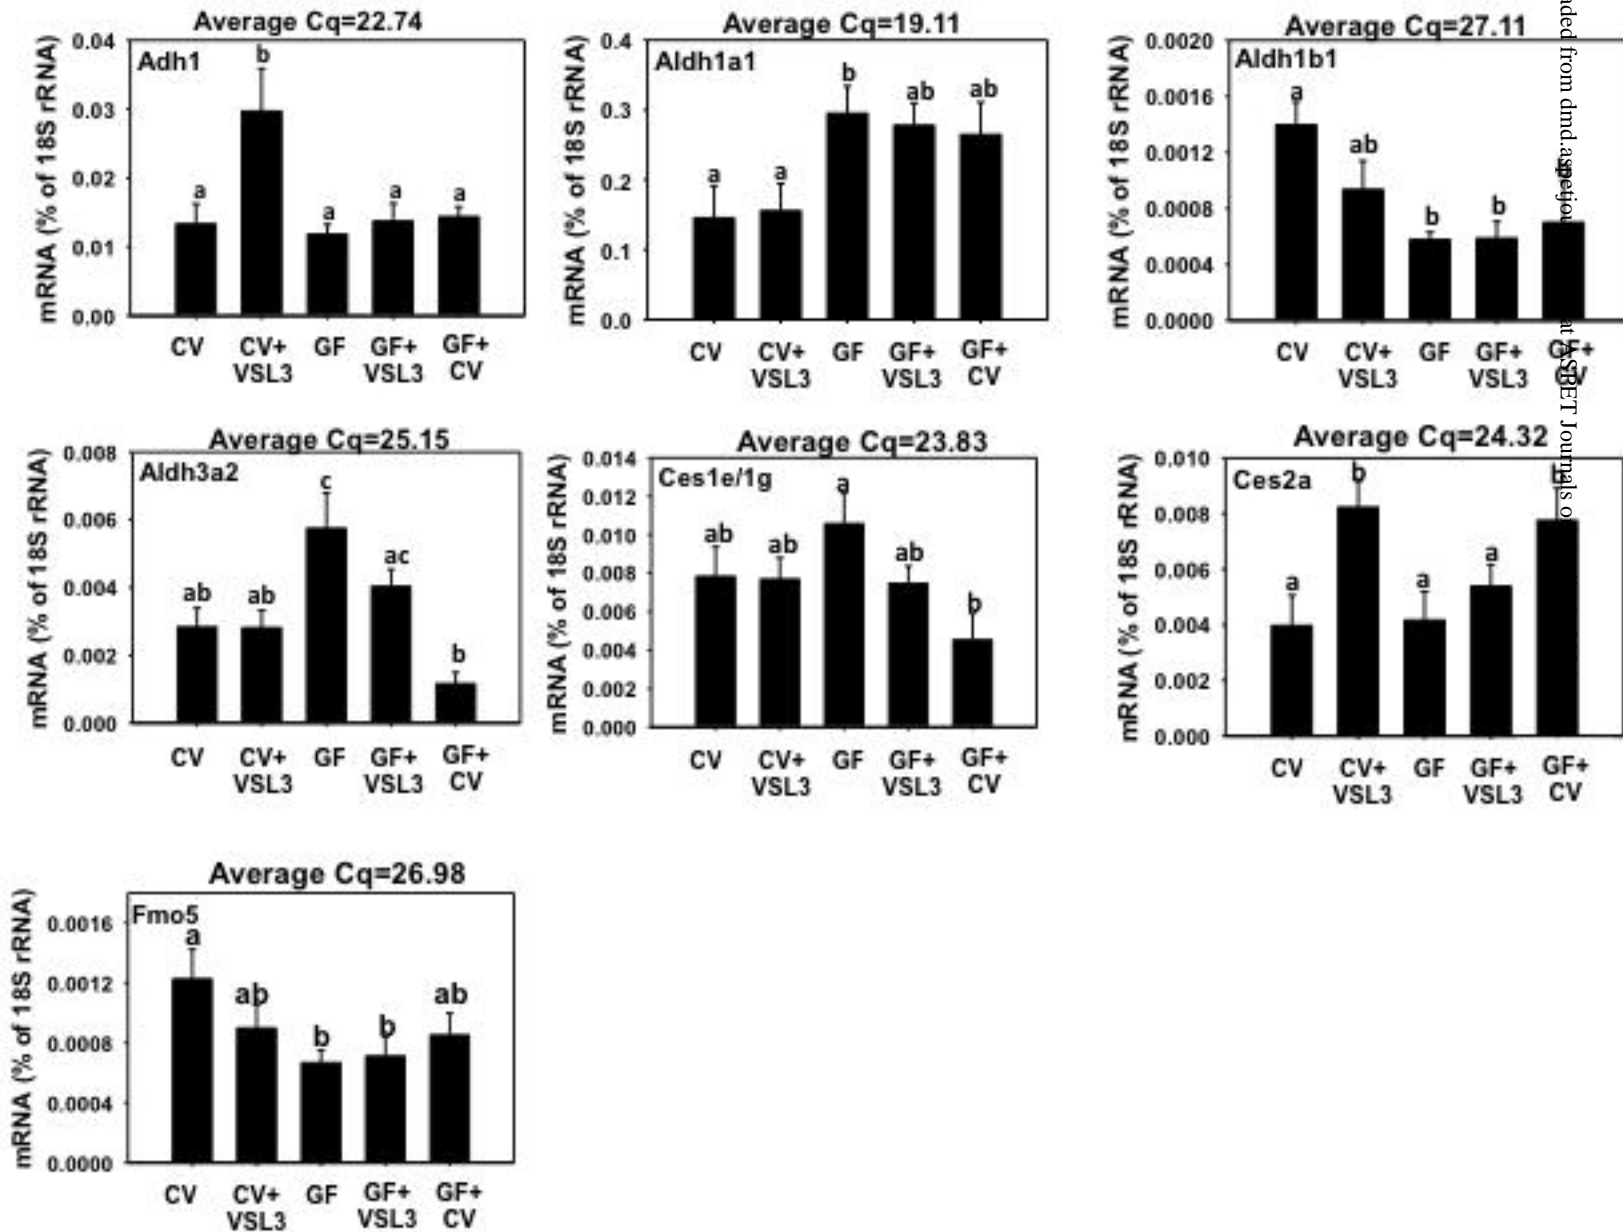 Average Cq=22.74
mRNA (% of 18S rRNA)
Adh1
0.04
0.03
0.02
0.01
0.00
a
b
a
a
a
CV
CV+
VSL3
GF
GF+
VSL3
GF+
CV
Average Cq=19.11
mRNA (% of 18S rRNA)
Aldh1a1
0.4
0.3
0.2
0.1
0.0
a
a
b
ab
ab
CV
CV+
VSL3
GF
GF+
VSL3
GF+
CV
Average Cq=27.11
mRNA (% of 18S rRNA)
Aldh1b1
0.0020
0.0016
0.0012
0.0008
0.0004
0.0000
a
ab
b
b
CV
CV+
VSL3
GF
GF+
VSL3
GF+
CV
Average Cq=25.15
mRNA (% of 18S rRNA)
Aldh3a2
0.008
0.006
0.004
0.002
0.000
ab
ab
c
ac
b
CV
CV+
VSL3
GF
GF+
VSL3
GF+
CV
Average Cq=23.83
mRNA (% of 18S rRNA)
Ces1e/1g
0.014
0.012
0.010
0.008
0.006
0.004
0.002
0.000
ab
ab
a
ab
b
CV
CV+
VSL3
GF
GF+
VSL3
GF+
CV
Average Cq=24.32
mRNA (% of 18S rRNA)
Ces2a
0.010
0.008
0.006
0.004
0.002
0.000
a
b
a
a
b
CV
CV+
VSL3
GF
GF+
VSL3
GF+
CV
Average Cq=26.98
mRNA (% of 18S rRNA)
Fmo5
0.0016
0.0012
0.0008
0.0004
0.0000
a
ab
b
b
ab
CV
CV+
VSL3
GF
GF+
VSL3
GF+
CV
from dmd.aspetjou at ASPET Journals